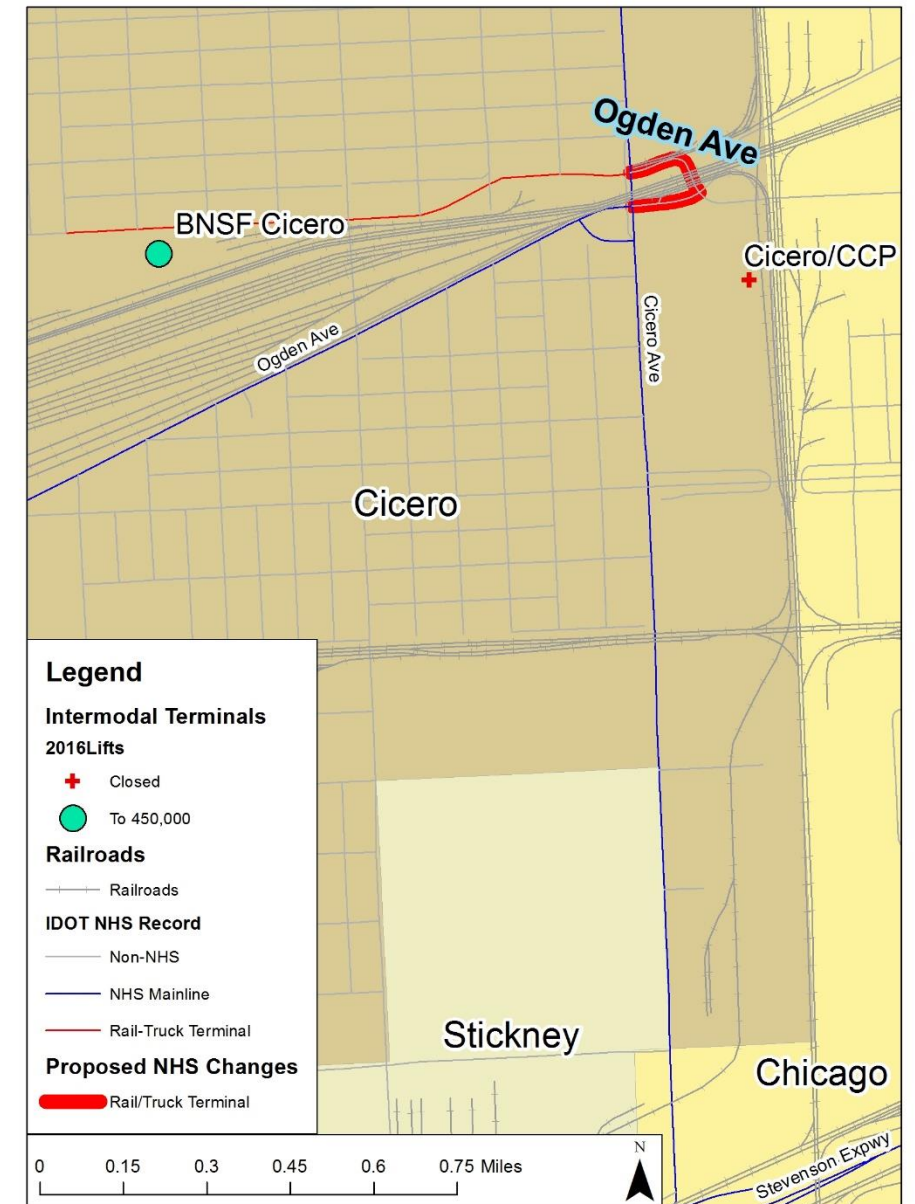 Ogden Ave
BNSF Cicero
Cicero/CCP
Ogden Ave
Cicero Ave
Cicero
Legend
Intermodal Terminals
2016Lifts
Closed
To 450,000
Railroads
Railroads
IDOT NHS Record
Non-NHS
NHS Mainline
Rail-Truck Terminal
Proposed NHS Changes
Rail/Truck Terminal
Stickney
Chicago
Stevenson Expwy
N
0 0.15 0.3 0.45 0.6 0.75 Miles